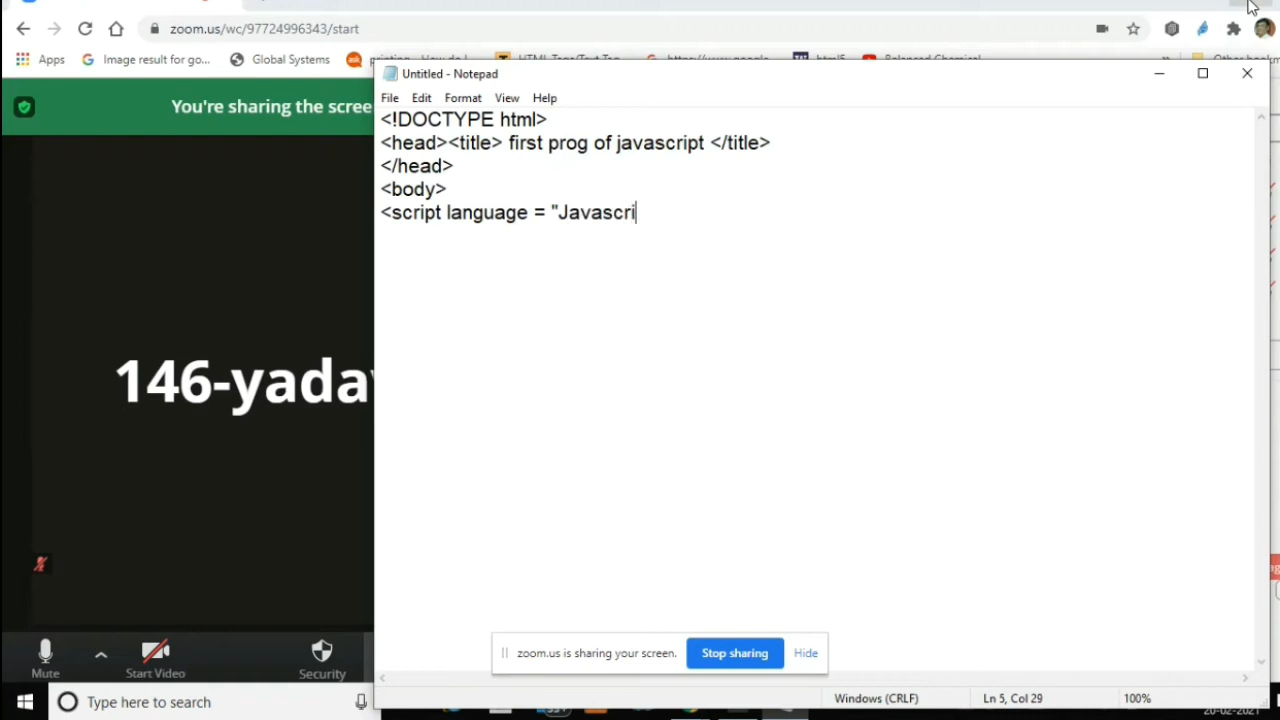 zoom.us/wc/97724996343/start
Apps
Image result for go...
Global Systems
Untitled - Notepad
File Edit Format View Help
You're sharing the scree
<!DOCTYPE html>
<head><title> first prog of javascript </title>
</head>
<body>
<script language = "Javascri
146-yada
zoom.us is sharing your screen.
Stop sharing
Hide
Mute
Start Video
Security
Windows (CRLF)
Ln 5, Col 29
100%
Type here to search
20-02-2021